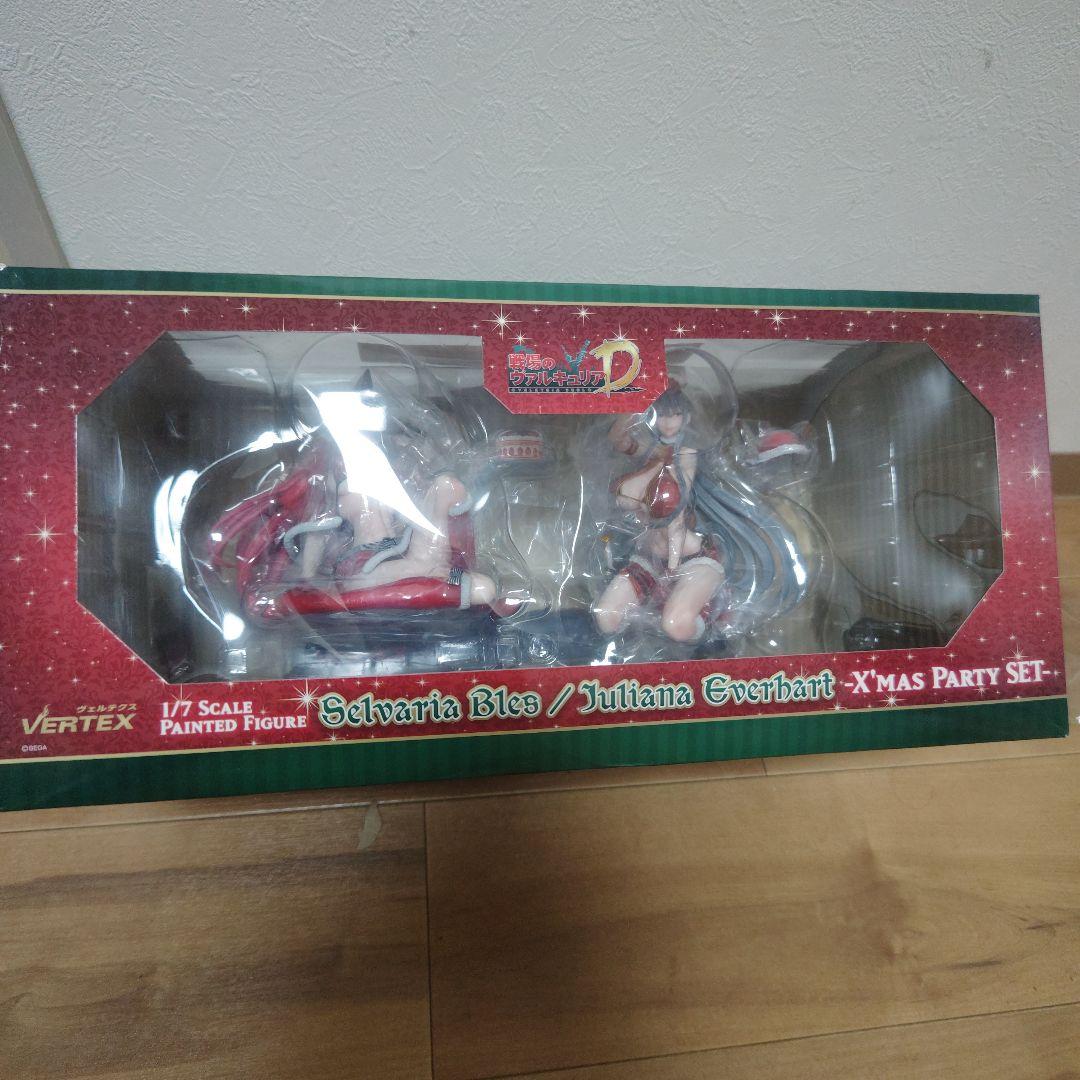 戦場の
ヴァルキュリアD
ヴェルテクス
VERTEX
©SEGA
1/7 SCALE
PAINTED FIGURE
Selvaria Bles / Juliana Everhart
-X'MAS PARTY SET-